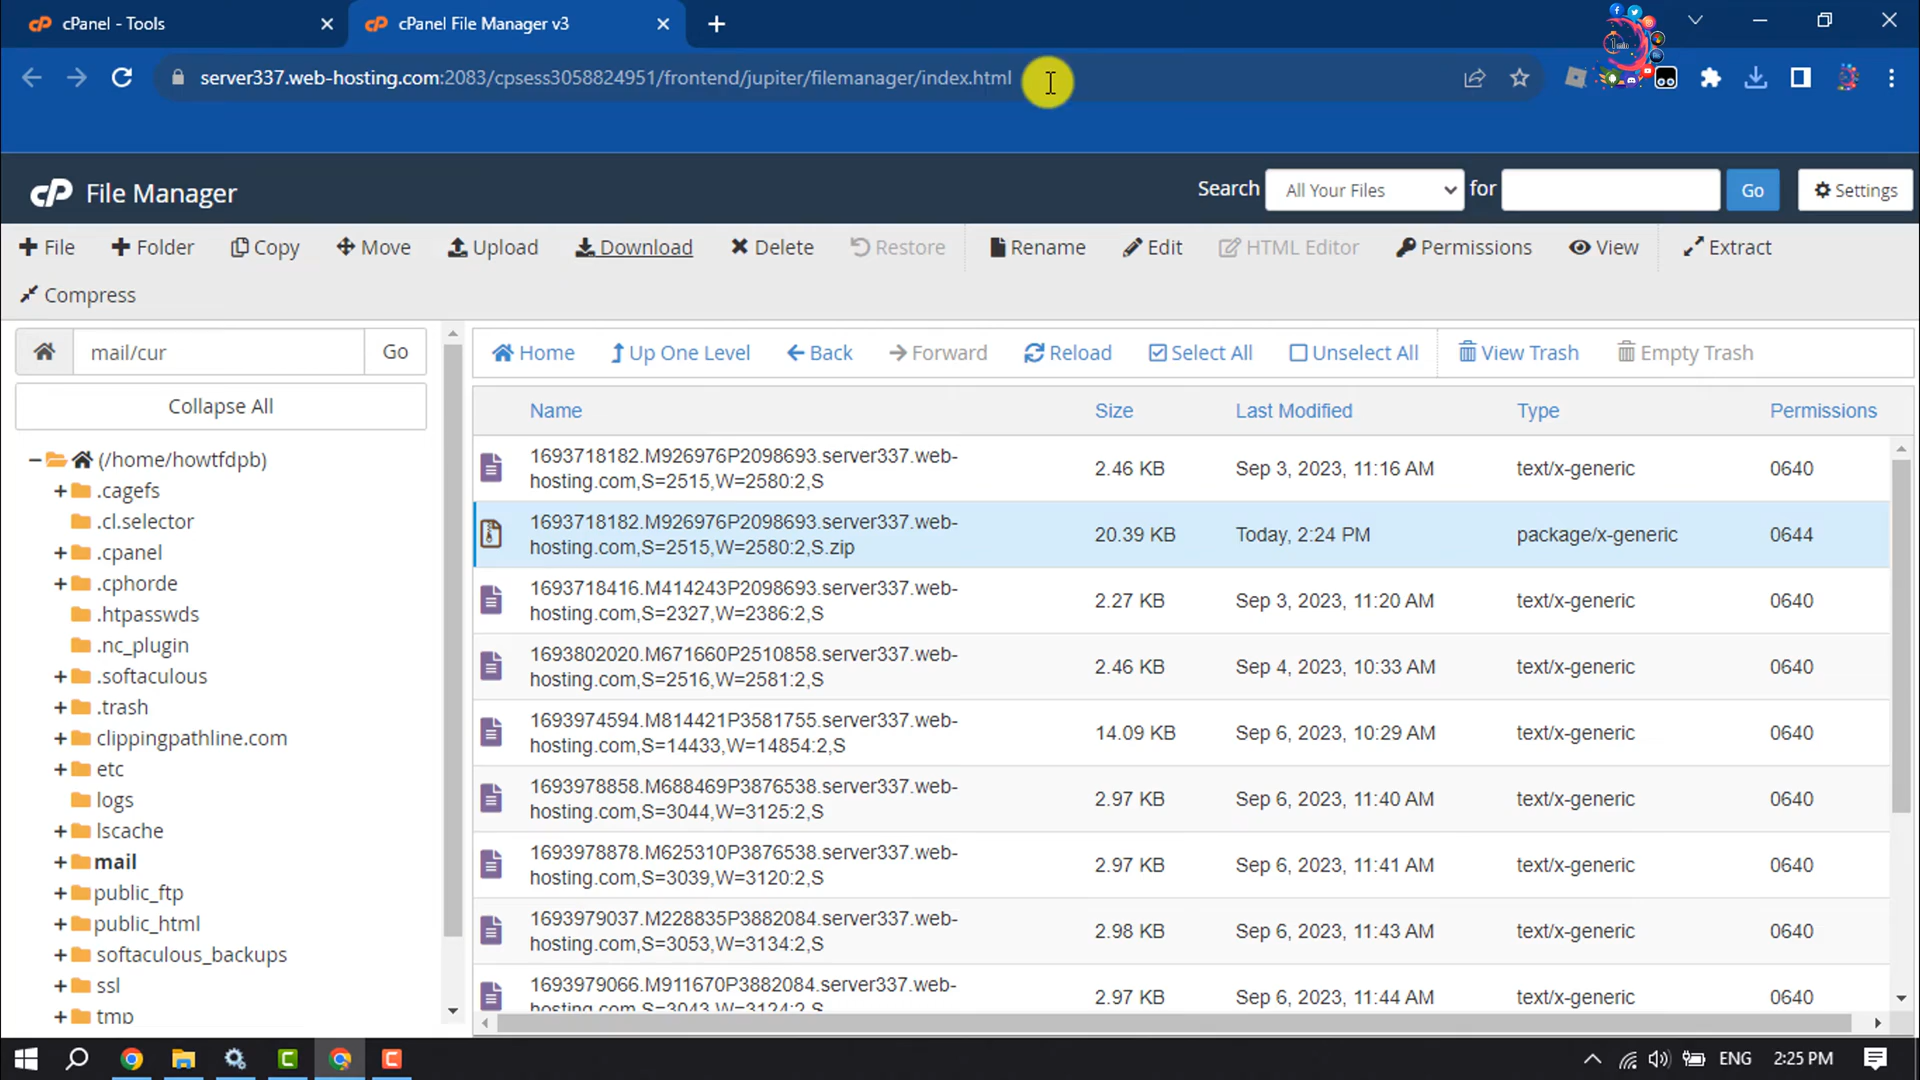 cPanel - Tools
cPanel File Manager v3
server337.web-hosting.com:2083/cpsess3058824951/frontend/jupiter/filemanager/index.html
cP File Manager
Search All Your Files for Go Settings
File Folder Copy Move Upload Download Delete Restore Rename Edit HTML Editor Permissions View Extract
Compress
mail/cur Go
Collapse All
(/home/howtfdpb)
.cagefs
.cl.selector
.cpanel
.cphorde
.htpasswds
.nc_plugin
.softaculous
.trash
clippingpathline.com
etc
logs
lscache
mail
public_ftp
public_html
softaculous_backups
ssl
tmp
Home Up One Level Back Forward Reload Select All Unselect All View Trash Empty Trash
Name Size Last Modified Type Permissions
1693718182.M926976P2098693.server337.web-
hosting.com,S=2515,W=2580:2,S 2.46 KB Sep 3, 2023, 11:16 AM text/x-generic 0640
1693718182.M926976P2098693.server337.web-
hosting.com,S=2515,W=2580:2,S.zip 20.39 KB Today, 2:24 PM package/x-generic 0644
1693718416.M414243P2098693.server337.web-
hosting.com,S=2327,W=2386:2,S 2.27 KB Sep 3, 2023, 11:20 AM text/x-generic 0640
1693802020.M671660P2510858.server337.web-
hosting.com,S=2516,W=2581:2,S 2.46 KB Sep 4, 2023, 10:33 AM text/x-generic 0640
1693974594.M814421P3581755.server337.web-
hosting.com,S=14433,W=14854:2,S 14.09 KB Sep 6, 2023, 10:29 AM text/x-generic 0640
1693978858.M688469P3876538.server337.web-
hosting.com,S=3044,W=3125:2,S 2.97 KB Sep 6, 2023, 11:40 AM text/x-generic 0640
1693978878.M625310P3876538.server337.web-
hosting.com,S=3039,W=3120:2,S 2.97 KB Sep 6, 2023, 11:41 AM text/x-generic 0640
1693979037.M228835P3882084.server337.web-
hosting.com,S=3053,W=3134:2,S 2.98 KB Sep 6, 2023, 11:43 AM text/x-generic 0640
1693979066.M911670P3882084.server337.web-
hosting.com,S=3043,W=3124:2,S 2.97 KB Sep 6, 2023, 11:44 AM text/x-generic 0640
ENG 2:25 PM